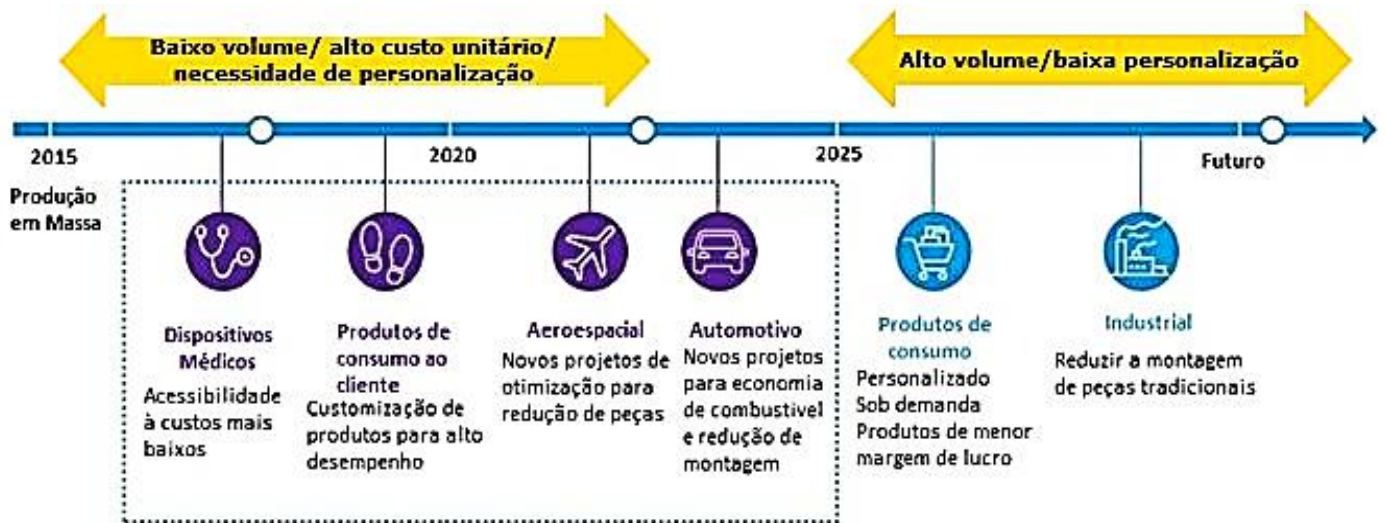 Baixo volume/ alto custo unitário/
necessidade de personalização
Alto volume/baixa personalização
2015
2020
2025
Futuro
Produção
em Massa
Dispositivos
Médicos
Acessibilidade
à custos mais
baixos
Produtos de
consumo ao
cliente
Customização de
produtos para alto
desempenho
Aeroespacial
Novos projetos de
otimização para
redução de peças
Automotivo
Novos projetos
para economia
de combustivel
e redução de
montagem
Produtos de
consumo
Personalizado
Sob demanda
Produtos de menor
margem de lucro
Industrial
Reduzir a montagem
de peças tradicionais